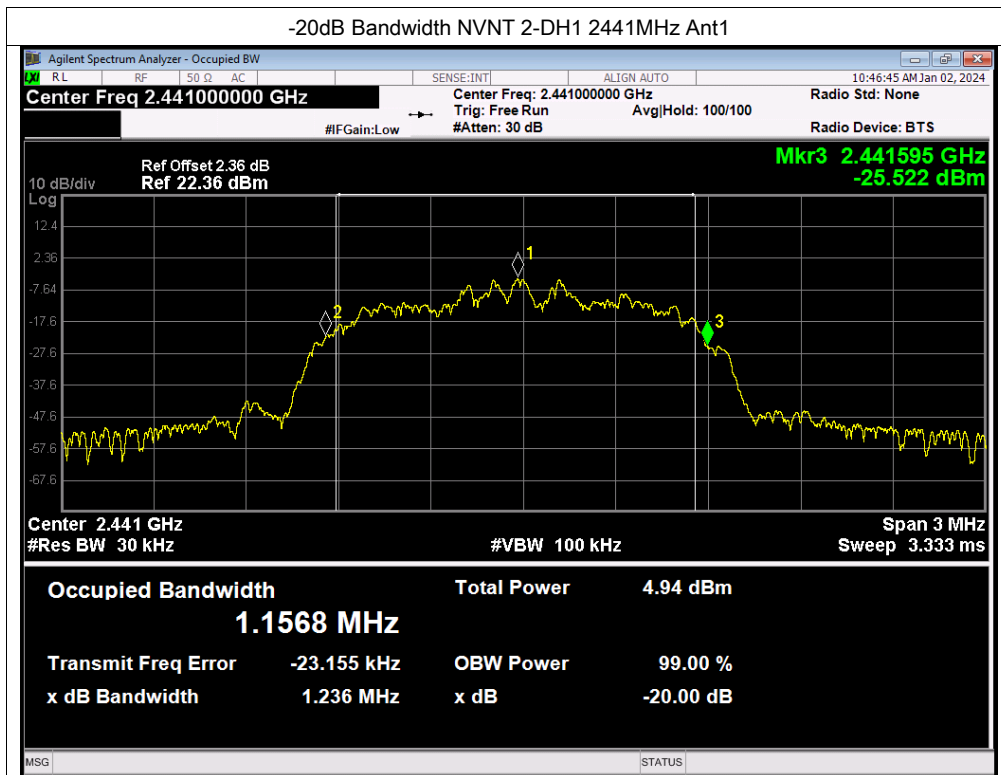 -20dB Bandwidth NVNT 2-DH1 2441MHz Ant1
Agilent Spectrum Analyzer - Occupied BW
LXI RL RF 50 Ω AC SENSE:INT ALIGN AUTO 10:46:45 AM Jan 02, 2024
Center Freq 2.441000000 GHz Center Freq: 2.441000000 GHz Radio Std: None
Trig: Free Run Avg|Hold: 100/100
#IFGain:Low #Atten: 30 dB Radio Device: BTS
Mkr3 2.441595 GHz
-25.522 dBm
Ref Offset 2.36 dB
10 dB/div Ref 22.36 dBm
Log
12.4
2.36
-7.64
-17.6
-27.6
-37.6
-47.6
-57.6
-67.6
1
2
3
Center 2.441 GHz Span 3 MHz
#Res BW 30 kHz #VBW 100 kHz Sweep 3.333 ms
Occupied Bandwidth Total Power 4.94 dBm
1.1568 MHz
Transmit Freq Error -23.155 kHz OBW Power 99.00 %
x dB Bandwidth 1.236 MHz x dB -20.00 dB
MSG STATUS